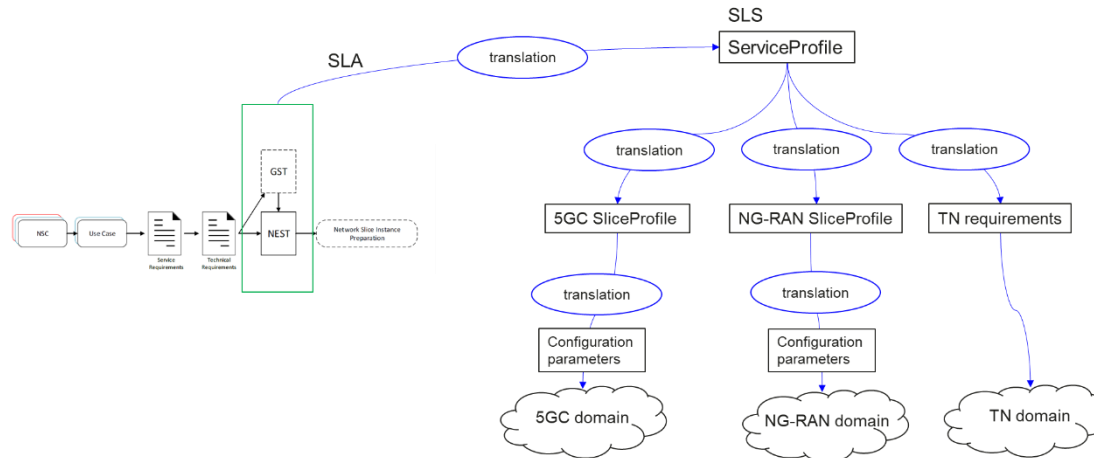 SLS
ServiceProfile
translation
SLA
translation
translation
translation
GST
NEST
NSC
Use Case
Service
Requirements
Technical
Requirements
Network Slice Instance
Preparation
5GC SliceProfile
NG-RAN SliceProfile
TN requirements
translation
translation
Configuration
parameters
Configuration
parameters
5GC domain
NG-RAN domain
TN domain